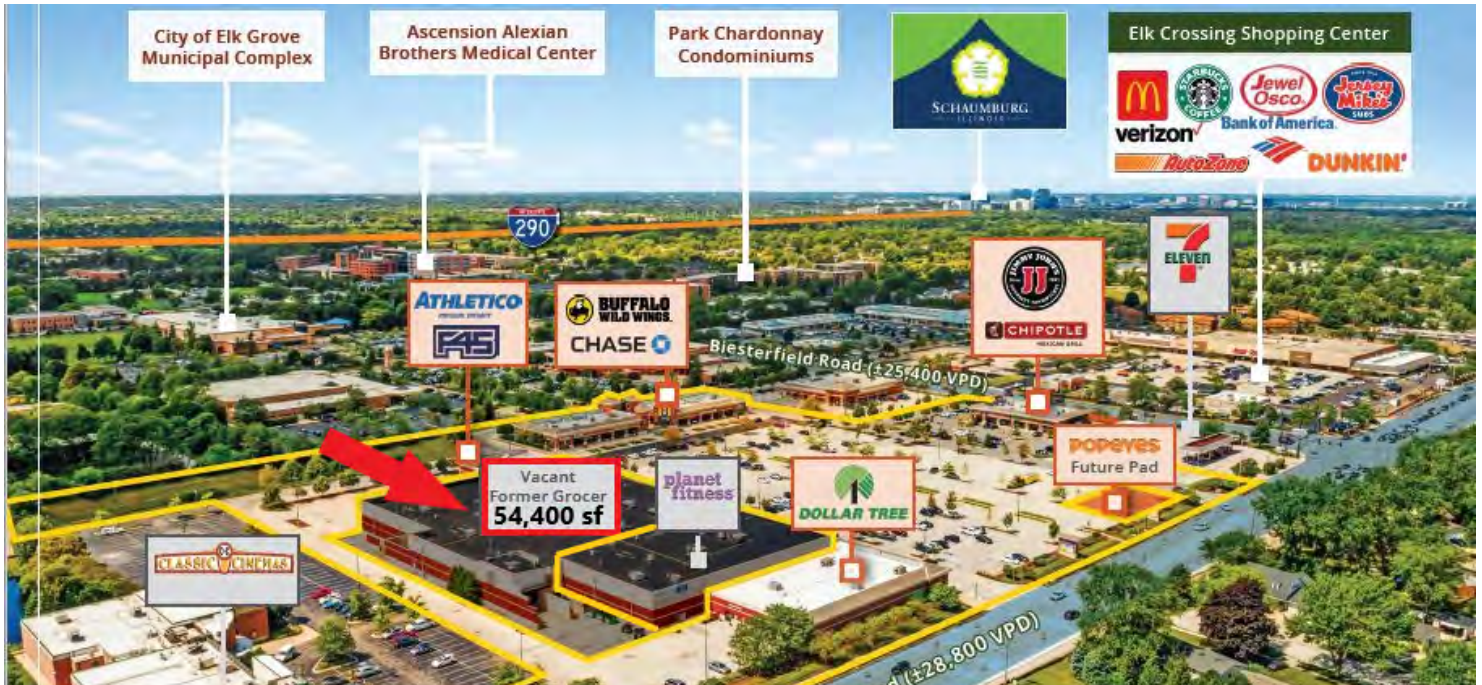 City of Elk Grove
Municipal Complex
Ascension Alexian
Brothers Medical Center
Park Chardonnay
Condominiums
SCHAUMBURG
ILLINOIS
Elk Crossing Shopping Center
M
STARBUCKS
COFFEE
Jewel
Osco
Jersey
Mike's
SUBS
verizon
Bank of America
AutoZone
DUNKIN'
290
7
ELEVEN
ATHLETICO
F45
BUFFALO
WILD WINGS
CHASE
JIMMY JOHN'S
JJ
CHIPOTLE
MEXICAN GRILL
Biesterfield Road (±25,400 VPD)
POPEYES
Future Pad
Vacant
Former Grocer
54,400 sf
planet
fitness
DOLLAR TREE
CLASSIC CINEMAS
(±28,800 VPD)